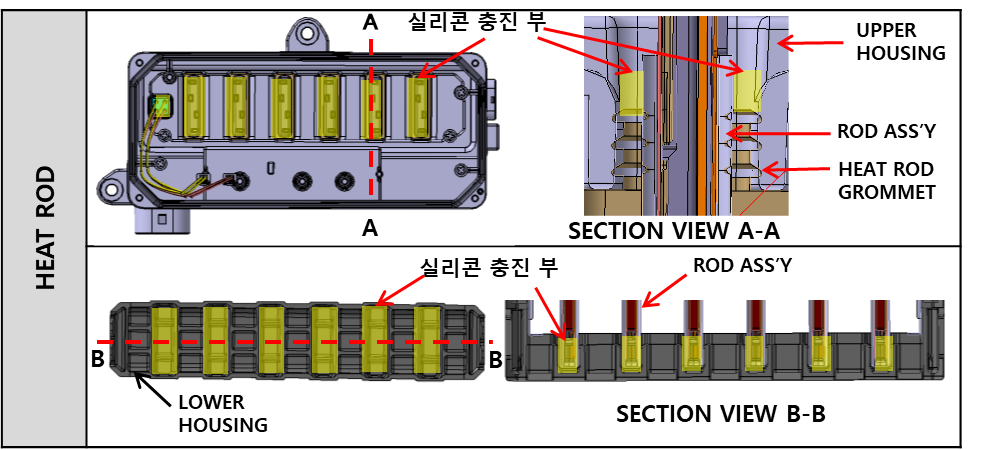 HEAT ROD
A
실리콘 충진 부
UPPER
HOUSING
ROD ASS'Y
HEAT ROD
GROMMET
A
SECTION VIEW A-A
실리콘 충진 부
ROD ASS'Y
B
B
LOWER
HOUSING
SECTION VIEW B-B